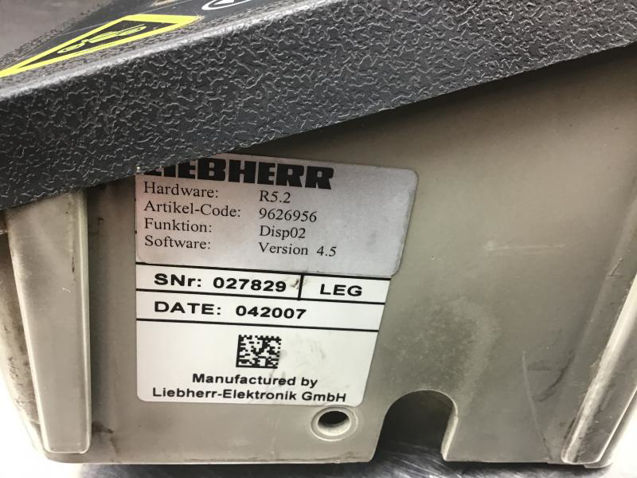 LIEBHERR
Hardware: R5.2
Artikel-Code: 9626956
Funktion: Disp02
Software: Version 4.5
SNr: 027829 LEG
DATE: 042007
Manufactured by
Liebherr-Elektronik GmbH